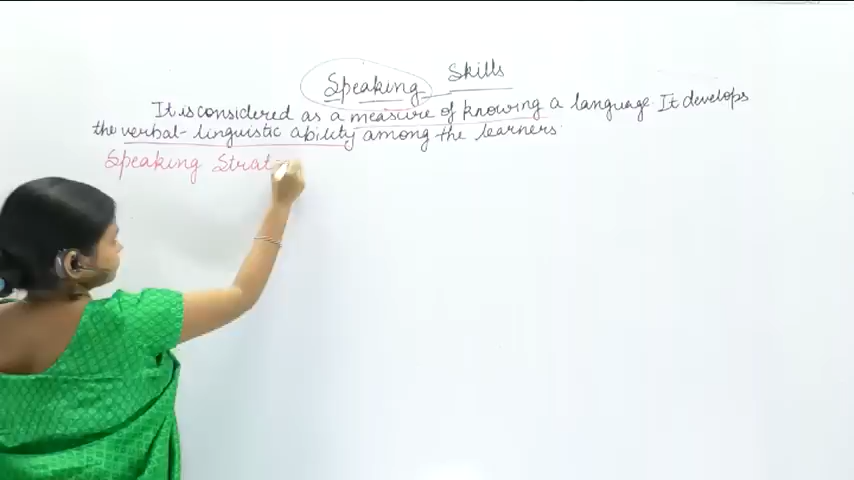 Speaking Skills
It is considered as a measure of knowing a language. It develops
the verbal-linguistic ability among the learners.
Speaking Strat